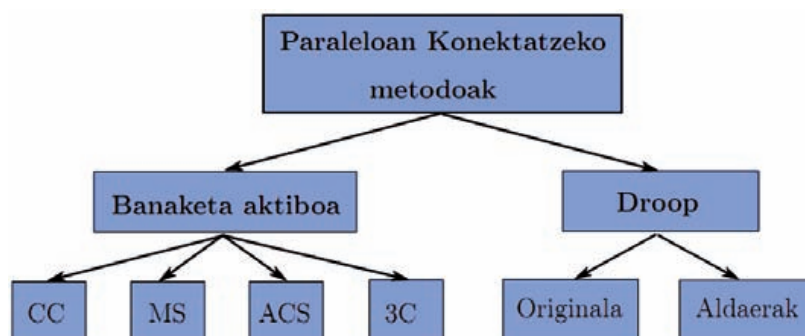 Paraleloan Konektatzeko
metodoak
Banaketa aktiboa
Droop
CC
MS
ACS
3C
Originala
Aldaerak